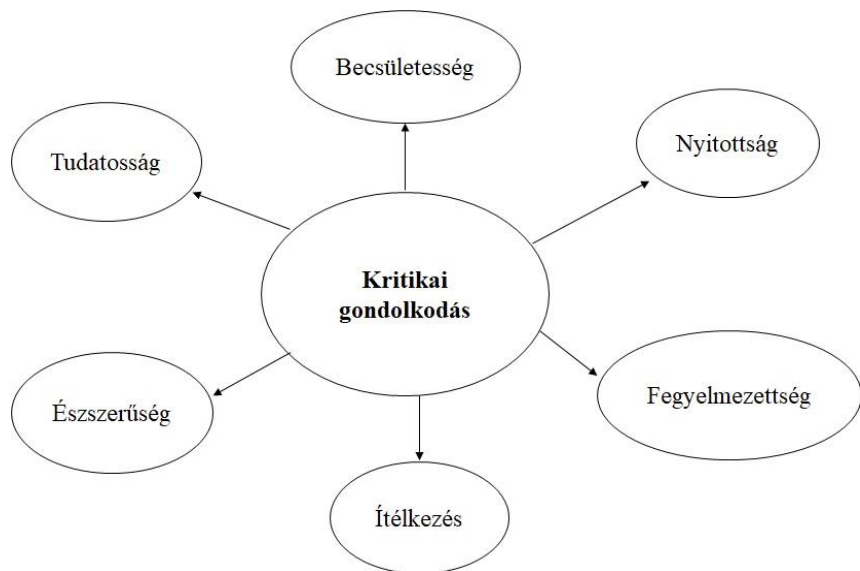 Becsületesség
Nyitottság
Tudatosság
Kritikai
gondolkodás
Fegyelmezettség
Észszerűség
Ítélkezés